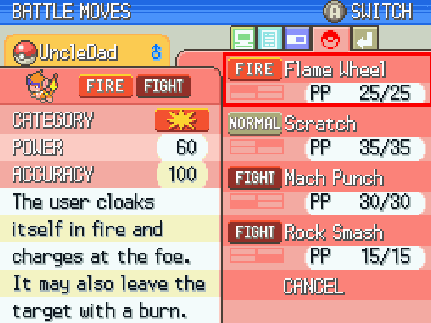 BATTLE MOVES
A SWITCH
UncleDad ♂
FIRE FIGHT
CATEGORY
POWER 60
ACCURACY 100
The user cloaks
itself in fire and
charges at the foe.
It may also leave the
target with a burn.
FIRE Flame Wheel
PP 25/25
NORMAL Scratch
PP 35/35
FIGHT Mach Punch
PP 30/30
FIGHT Rock Smash
PP 15/15
CANCEL